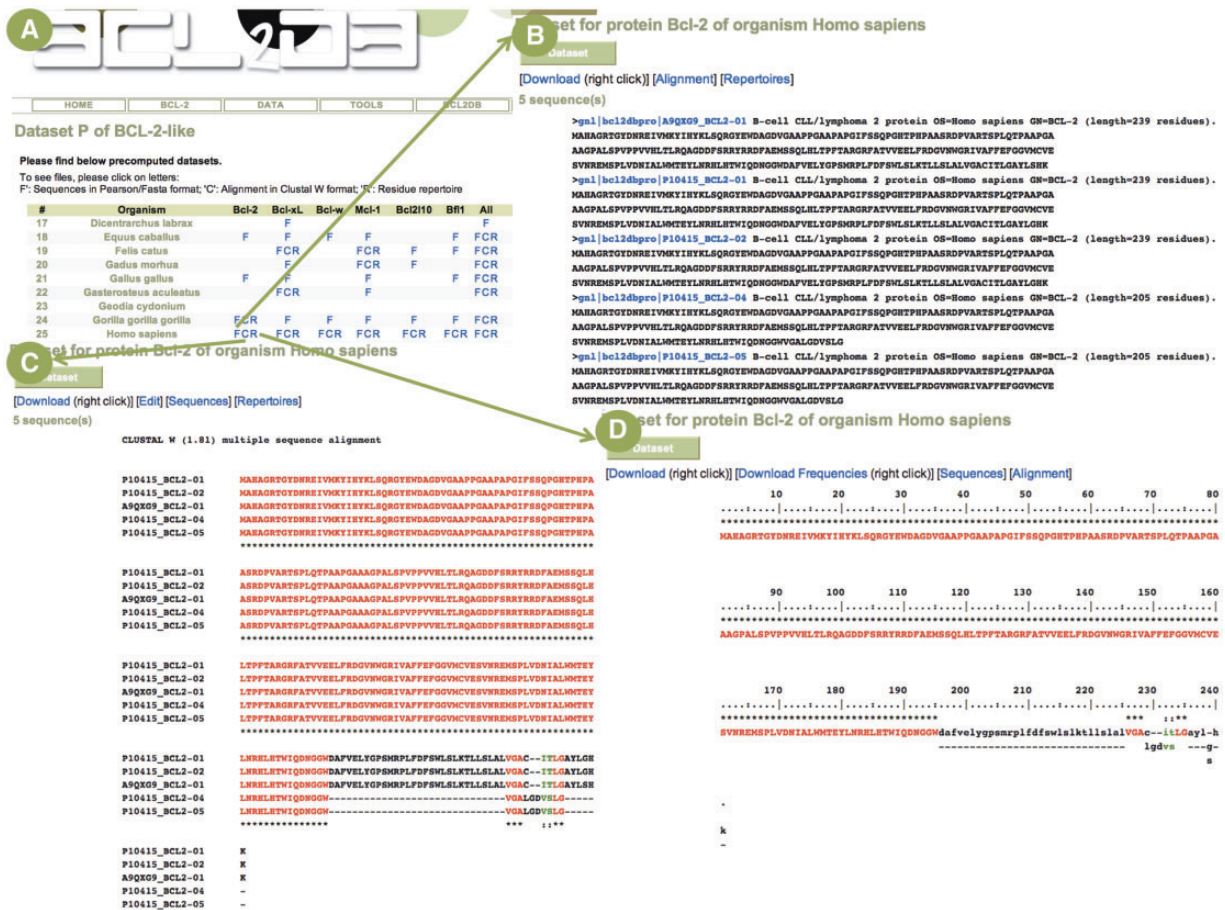 A
BCL2DB
HOME BCL-2 DATA TOOLS BCL2DB
Dataset P of BCL-2-like
Please find below precomputed datasets.
To see files, please click on letters:
F': Sequences in Pearson/Fasta format; 'C': Alignment in Clustal W format; 'R': Residue repertoire
# Organism Bcl-2 Bcl-xL Bcl-w Mcl-1 Bcl2l10 Bfl1 All
17 Dicentrarchus labrax F F
18 Equus caballus F F F F F FCR
19 Felis catus FCR FCR F F FCR
20 Gadus morhua F FCR F FCR
21 Gallus gallus F F F F FCR
22 Gasterosteus aculeatus FCR F FCR
23 Geodia cydonium
24 Gorilla gorilla gorilla FCR F F F F F FCR
25 Homo sapiens FCR FCR FCR FCR FCR FCR FCR
B
set for protein Bcl-2 of organism Homo sapiens
Dataset
[Download (right click)] [Alignment] [Repertoires]
5 sequence(s)
>gnl|bcl2dbpro|A9QXG9_BCL2-01 B-cell CLL/lymphoma 2 protein OS=Homo sapiens GN=BCL-2 (length=239 residues).
MAHAGRTGYDNREIVMKYIHYKLSQRGYEWDAGDVGAAPPGAAPAPGIFSSQPGHTPHPAASRDPVARTSPLQTPAAPGA
AAGPALSPVPPVVHLTLRQAGDDFSRRYRRDFAEMSSQLHLTPFTARGRFATVVEELFRDGVNWGRIVAFFEFGGVMCVE
SVNREMSPLVDNIALWMTEYLNRHLHTWIQDNGGWDAFVELYGPSMRPLFDFSWLSLKTLLSLALVGACITLGAYLSHK
>gnl|bcl2dbpro|P10415_BCL2-01 B-cell CLL/lymphoma 2 protein OS=Homo sapiens GN=BCL-2 (length=239 residues).
MAHAGRTGYDNREIVMKYIHYKLSQRGYEWDAGDVGAAPPGAAPAPGIFSSQPGHTPHPAASRDPVARTSPLQTPAAPGA
AAGPALSPVPPVVHLTLRQAGDDFSRRYRRDFAEMSSQLHLTPFTARGRFATVVEELFRDGVNWGRIVAFFEFGGVMCVE
SVNREMSPLVDNIALWMTEYLNRHLHTWIQDNGGWDAFVELYGPSMRPLFDFSWLSLKTLLSLALVGACITLGAYLGHK
>gnl|bcl2dbpro|P10415_BCL2-02 B-cell CLL/lymphoma 2 protein OS=Homo sapiens GN=BCL-2 (length=239 residues).
MAHAGRTGYDNREIVMKYIHYKLSQRGYEWDAGDVGAAPPGAAPAPGIFSSQPGHTPHPAASRDPVARTSPLQTPAAPGA
AAGPALSPVPPVVHLTLRQAGDDFSRRYRRDFAEMSSQLHLTPFTARGRFATVVEELFRDGVNWGRIVAFFEFGGVMCVE
SVNREMSPLVDNIALWMTEYLNRHLHTWIQDNGGWDAFVELYGPSMRPLFDFSWLSLKTLLSLALVGACITLGAYLGHK
>gnl|bcl2dbpro|P10415_BCL2-04 B-cell CLL/lymphoma 2 protein OS=Homo sapiens GN=BCL-2 (length=205 residues).
MAHAGRTGYDNREIVMKYIHYKLSQRGYEWDAGDVGAAPPGAAPAPGIFSSQPGHTPHPAASRDPVARTSPLQTPAAPGA
AAGPALSPVPPVVHLTLRQAGDDFSRRYRRDFAEMSSQLHLTPFTARGRFATVVEELFRDGVNWGRIVAFFEFGGVMCVE
SVNREMSPLVDNIALWMTEYLNRHLHTWIQDNGGWVGALGDVSLG
>gnl|bcl2dbpro|P10415_BCL2-05 B-cell CLL/lymphoma 2 protein OS=Homo sapiens GN=BCL-2 (length=205 residues).
MAHAGRTGYDNREIVMKYIHYKLSQRGYEWDAGDVGAAPPGAAPAPGIFSSQPGHTPHPAASRDPVARTSPLQTPAAPGA
AAGPALSPVPPVVHLTLRQAGDDFSRRYRRDFAEMSSQLHLTPFTARGRFATVVEELFRDGVNWGRIVAFFEFGGVMCVE
SVNREMSPLVDNIALWMTEYLNRHLHTWIQDNGGWVGALGDVSLG
C
set for protein Bcl-2 of organism Homo sapiens
Dataset
[Download (right click)] [Edit] [Sequences] [Repertoires]
5 sequence(s)
CLUSTAL W (1.81) multiple sequence alignment
P10415_BCL2-01 MAHAGRTGYDNREIVMKYIHYKLSQRGYEWDAGDVGAAPPGAAPAPGIFSSQPGHTPHPA
P10415_BCL2-02 MAHAGRTGYDNREIVMKYIHYKLSQRGYEWDAGDVGAAPPGAAPAPGIFSSQPGHTPHPA
A9QXG9_BCL2-01 MAHAGRTGYDNREIVMKYIHYKLSQRGYEWDAGDVGAAPPGAAPAPGIFSSQPGHTPHPA
P10415_BCL2-04 MAHAGRTGYDNREIVMKYIHYKLSQRGYEWDAGDVGAAPPGAAPAPGIFSSQPGHTPHPA
P10415_BCL2-05 MAHAGRTGYDNREIVMKYIHYKLSQRGYEWDAGDVGAAPPGAAPAPGIFSSQPGHTPHPA
************************************************************
P10415_BCL2-01 ASRDPVARTSPLQTPAAPGAAAGPALSPVPPVVHLTLRQAGDDFSRRYRRDFAEMSSQLH
P10415_BCL2-02 ASRDPVARTSPLQTPAAPGAAAGPALSPVPPVVHLTLRQAGDDFSRRYRRDFAEMSSQLH
A9QXG9_BCL2-01 ASRDPVARTSPLQTPAAPGAAAGPALSPVPPVVHLTLRQAGDDFSRRYRRDFAEMSSQLH
P10415_BCL2-04 ASRDPVARTSPLQTPAAPGAAAGPALSPVPPVVHLTLRQAGDDFSRRYRRDFAEMSSQLH
P10415_BCL2-05 ASRDPVARTSPLQTPAAPGAAAGPALSPVPPVVHLTLRQAGDDFSRRYRRDFAEMSSQLH
************************************************************
P10415_BCL2-01 LTPFTARGRFATVVEELFRDGVNWGRIVAFFEFGGVMCVESVNREMSPLVDNIALWMTEY
P10415_BCL2-02 LTPFTARGRFATVVEELFRDGVNWGRIVAFFEFGGVMCVESVNREMSPLVDNIALWMTEY
A9QXG9_BCL2-01 LTPFTARGRFATVVEELFRDGVNWGRIVAFFEFGGVMCVESVNREMSPLVDNIALWMTEY
P10415_BCL2-04 LTPFTARGRFATVVEELFRDGVNWGRIVAFFEFGGVMCVESVNREMSPLVDNIALWMTEY
P10415_BCL2-05 LTPFTARGRFATVVEELFRDGVNWGRIVAFFEFGGVMCVESVNREMSPLVDNIALWMTEY
************************************************************
P10415_BCL2-01 LNRHLHTWIQDNGGWDAFVELYGPSMRPLFDFSWLSLKTLLSLALVGAC--ITLGAYLGH
P10415_BCL2-02 LNRHLHTWIQDNGGWDAFVELYGPSMRPLFDFSWLSLKTLLSLALVGAC--ITLGAYLGH
A9QXG9_BCL2-01 LNRHLHTWIQDNGGWDAFVELYGPSMRPLFDFSWLSLKTLLSLALVGAC--ITLGAYLSH
P10415_BCL2-04 LNRHLHTWIQDNGGW------------------------------VGALGDVSLG-----
P10415_BCL2-05 LNRHLHTWIQDNGGW------------------------------VGALGDVSLG-----
*************** *** ::**
P10415_BCL2-01 K
P10415_BCL2-02 K
A9QXG9_BCL2-01 K
P10415_BCL2-04 -
P10415_BCL2-05 -
D
set for protein Bcl-2 of organism Homo sapiens
Dataset
[Download (right click)] [Download Frequencies (right click)] [Sequences] [Alignment]
10 20 30 40 50 60 70 80
....:....|....:....|....:....|....:....|....:....|....:....|....:....|....:....|
********************************************************************************
MAHAGRTGYDNREIVMKYIHYKLSQRGYEWDAGDVGAAPPGAAPAPGIFSSQPGHTPHPAASRDPVARTSPLQTPAAPGA
90 100 110 120 130 140 150 160
....:....|....:....|....:....|....:....|....:....|....:....|....:....|....:....|
********************************************************************************
AAGPALSPVPPVVHLTLRQAGDDFSRRYRRDFAEMSSQLHLTPFTARGRFATVVEELFRDGVNWGRIVAFFEFGGVMCVE
170 180 190 200 210 220 230 240
....:....|....:....|....:....|....:....|....:....|....:....|....:....|....:....|
*********************************** *** ::**
SVNREMSPLVDNIALWMTEYLNRHLHTWIQDNGGWdafvelygpsmrplfdfswlslktllslalVGAc--itLGayl-h
------------------------------ lgdvs ---g-
s
.
k
-